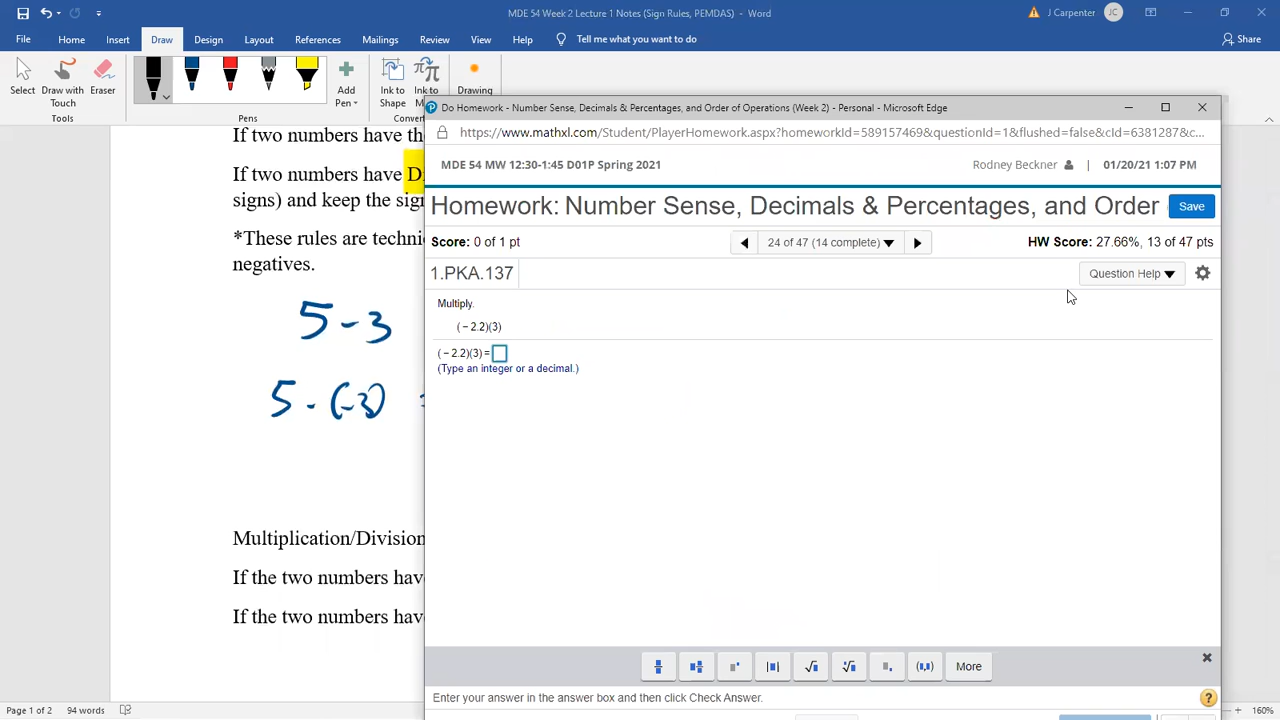 MDE 54 Week 2 Lecture 1 Notes (Sign Rules, PEMDAS) - Word
J Carpenter
JC
File
Home
Insert
Draw
Design
Layout
References
Mailings
Review
View
Help
Tell me what you want to do
Share
Select
Draw with
Touch
Eraser
Add
Pen
Ink to
Shape
Ink to
Drawing
Tools
Pens
Do Homework - Number Sense, Decimals & Percentages, and Order of Operations (Week 2) - Personal - Microsoft Edge
https://www.mathxl.com/Student/PlayerHomework.aspx?homeworkId=589157469&questionId=1&flushed=false&cId=6381287&c...
MDE 54 MW 12:30-1:45 D01P Spring 2021
Rodney Beckner | 01/20/21 1:07 PM
Homework: Number Sense, Decimals & Percentages, and Order
Save
Score: 0 of 1 pt
24 of 47 (14 complete)
HW Score: 27.66%, 13 of 47 pts
1.PKA.137
Question Help
Multiply.
(−2.2)(3)
(−2.2)(3) =
(Type an integer or a decimal.)
More
Enter your answer in the answer box and then click Check Answer.
?
If two numbers have the
If two numbers have D
signs) and keep the sig
*These rules are techni
negatives.
5 - 3
5 - (-3)
Multiplication/Division
If the two numbers hav
If the two numbers hav
Page 1 of 2
94 words
160%